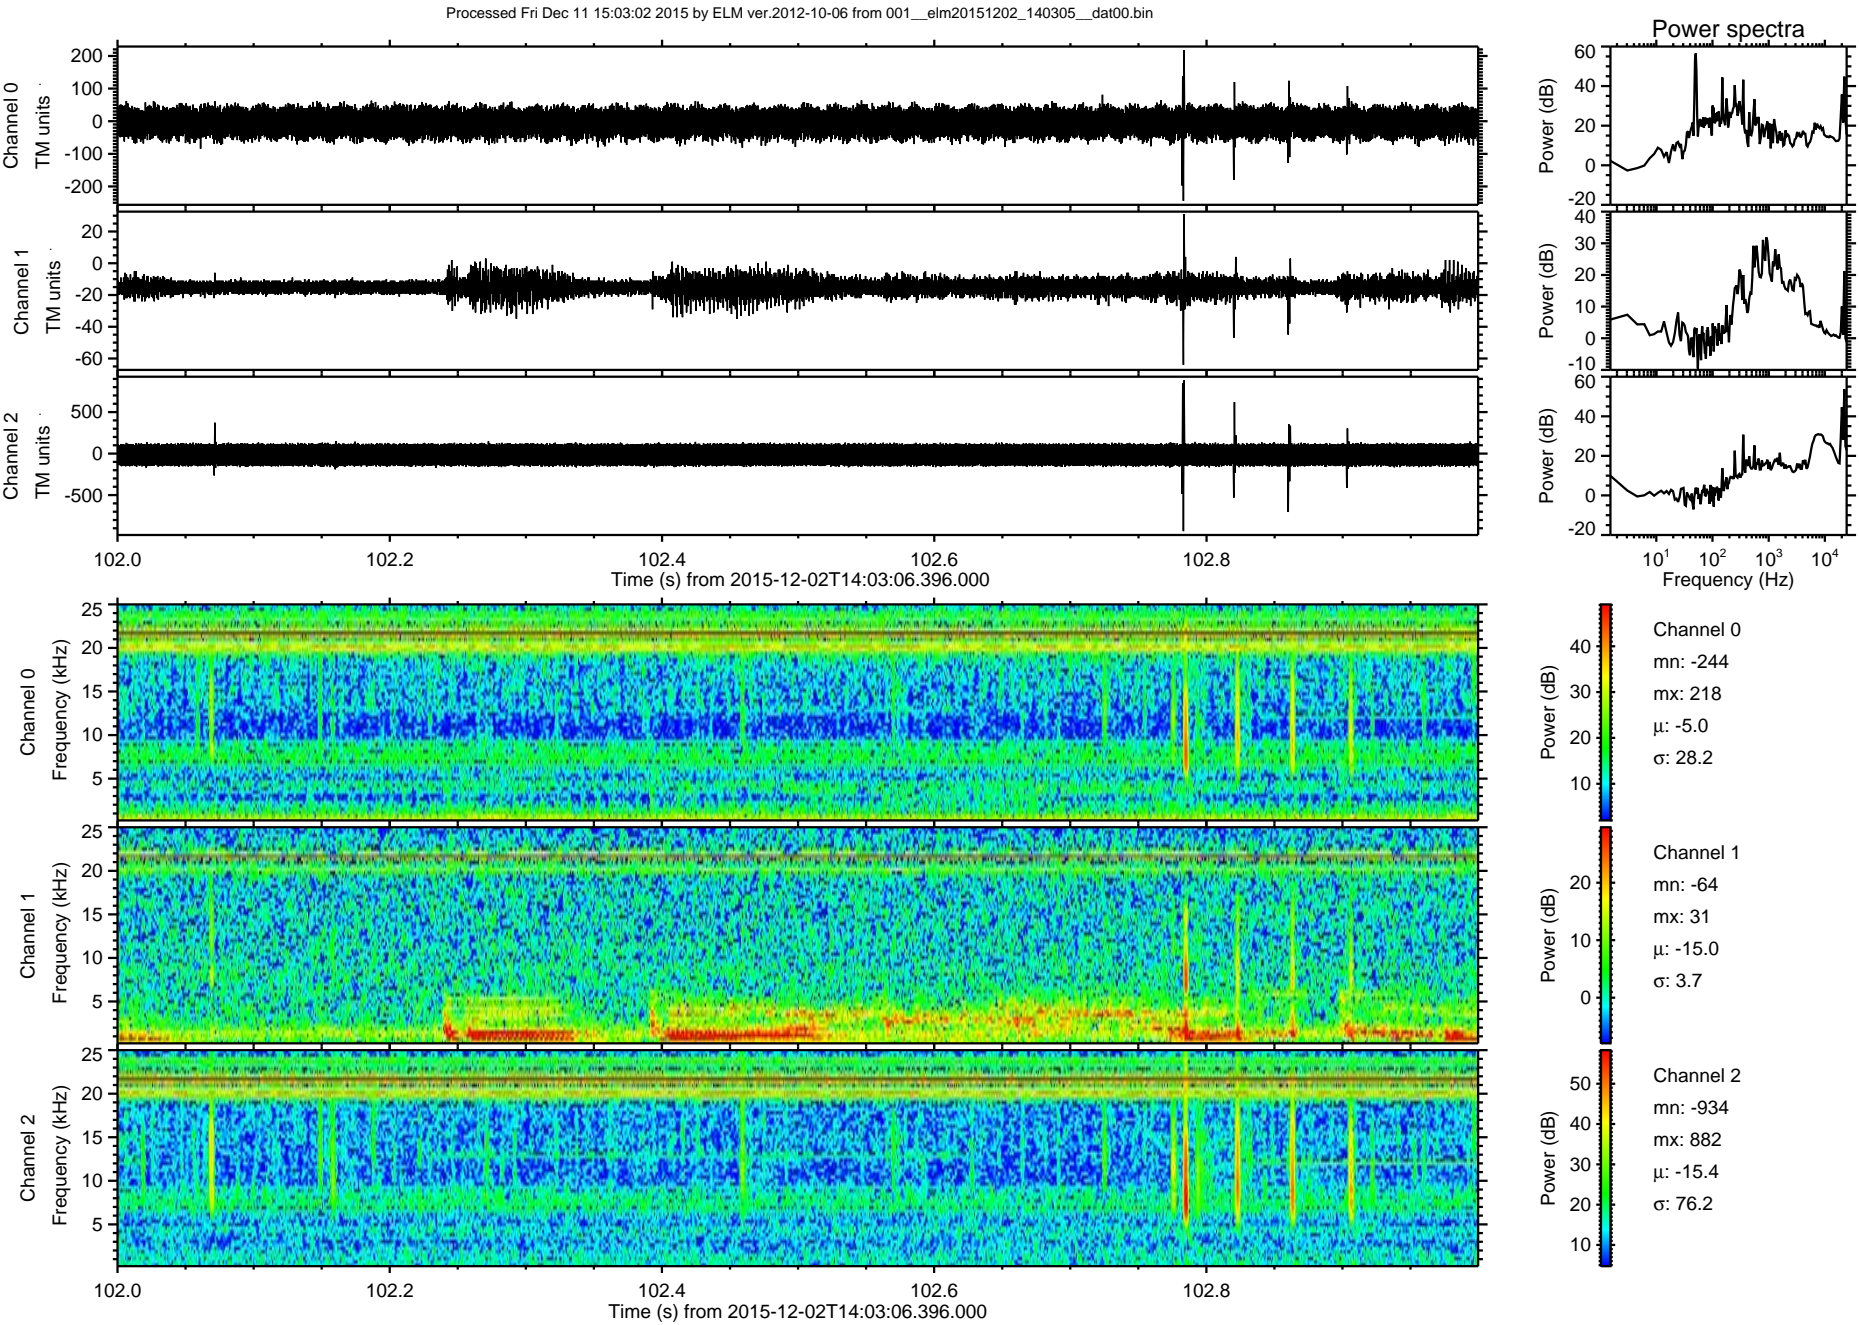 Processed Fri Dec 11 15:03:02 2015 by ELM ver.2012-10-06 from 001__elm20151202_140305__dat00.bin
Power spectra
Channel 0
TM units
200
100
0
-100
-200
Power (dB)
60
40
20
0
-20
Channel 1
TM units
20
0
-20
-40
-60
Power (dB)
40
30
20
10
0
-10
Channel 2
TM units
500
0
-500
Power (dB)
60
40
20
0
-20
102.0 102.2 102.4 102.6 102.8
Time (s) from 2015-12-02T14:03:06.396.000
10^1 10^2 10^3 10^4
Frequency (Hz)
Channel 0
Frequency (kHz)
25
20
15
10
5
Power (dB)
40
30
20
10
Channel 0
mn: -244
mx: 218
μ: -5.0
σ: 28.2
Channel 1
Frequency (kHz)
25
20
15
10
5
Power (dB)
20
10
0
Channel 1
mn: -64
mx: 31
μ: -15.0
σ: 3.7
Channel 2
Frequency (kHz)
25
20
15
10
5
Power (dB)
50
40
30
20
10
Channel 2
mn: -934
mx: 882
μ: -15.4
σ: 76.2
102.0 102.2 102.4 102.6 102.8
Time (s) from 2015-12-02T14:03:06.396.000